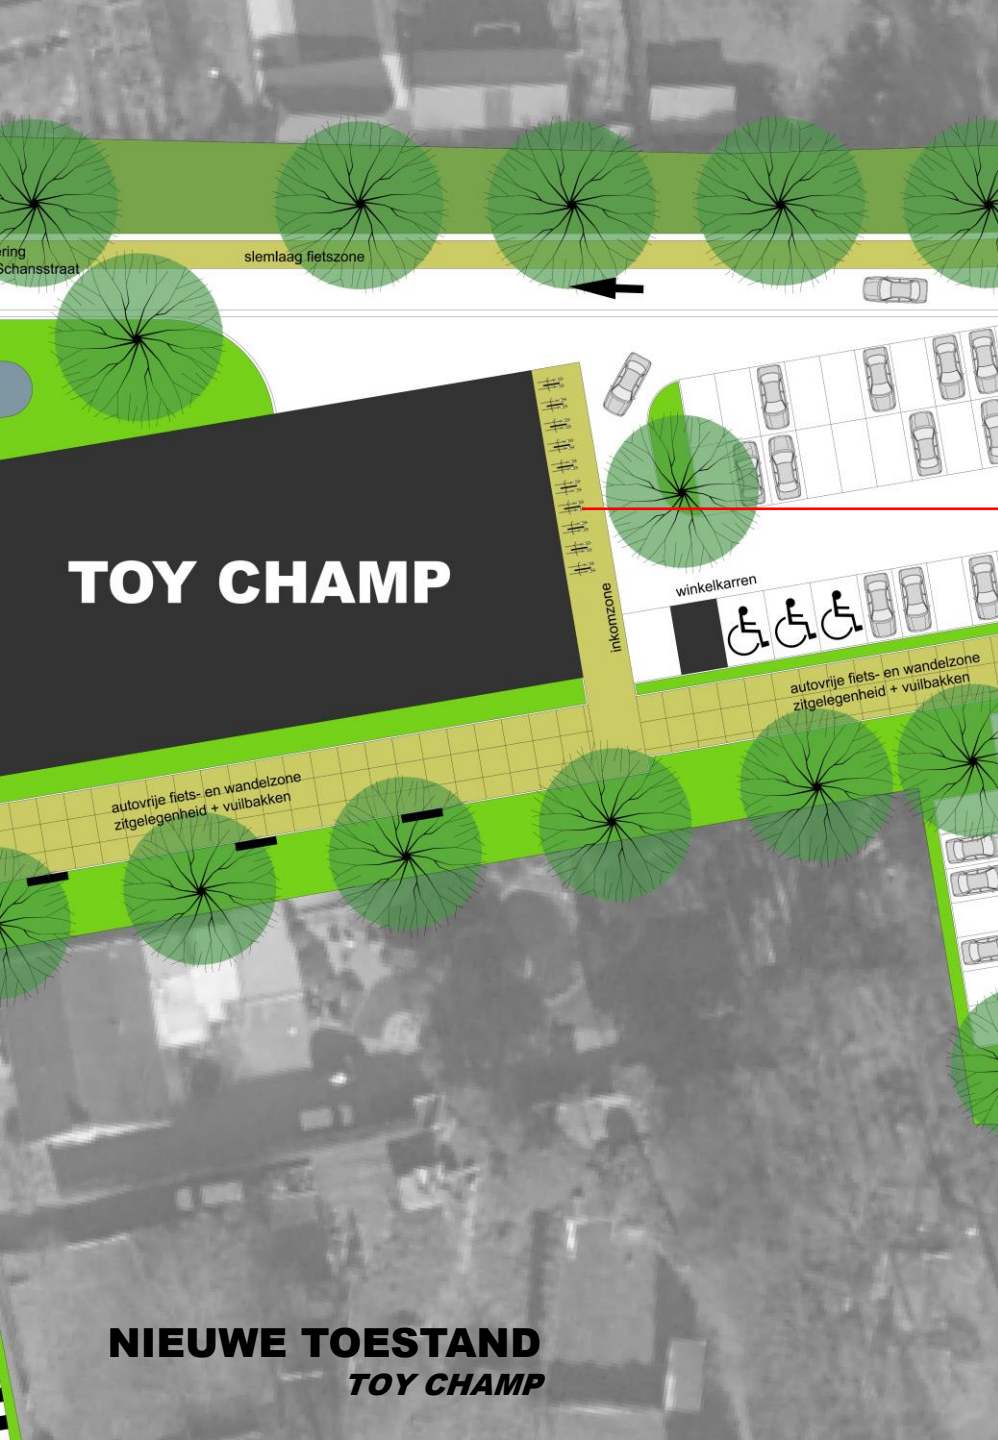 ering
Schansstraat
slemlaag fietszone
TOY CHAMP
winkelkarren
inkomzone
autovrije fiets- en wandelzone
zitgelegenheid + vuilbakken
autovrije fiets- en wandelzone
zitgelegenheid + vuilbakken
NIEUWE TOESTAND
TOY CHAMP